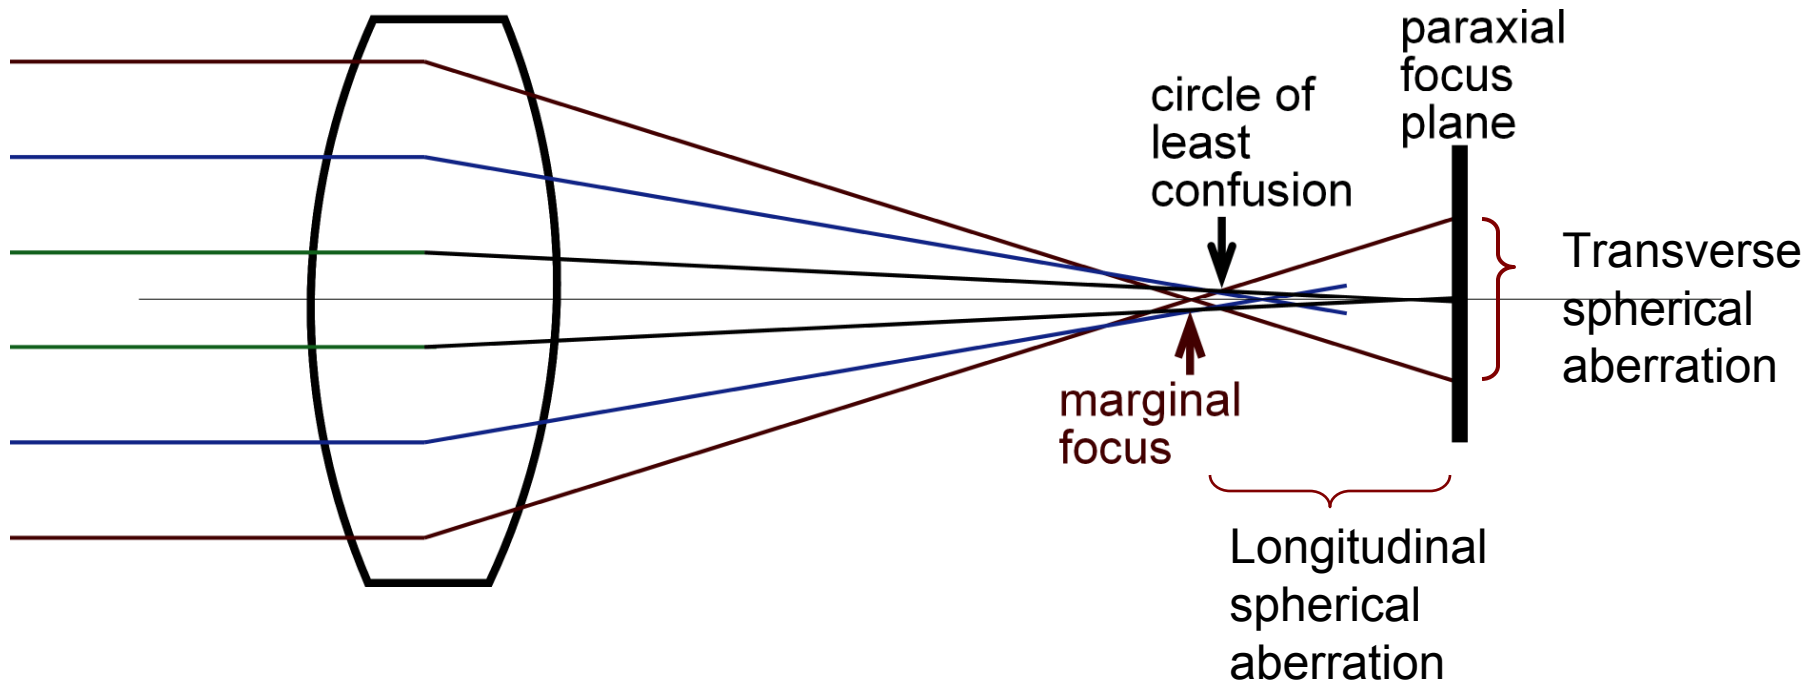 paraxial
focus
plane
circle of
least
confusion
Transverse
spherical
aberration
marginal
focus
Longitudinal
spherical
aberration